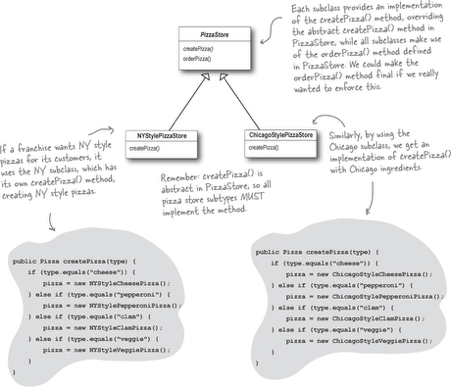 PizzaStore
createPizza()
orderPizza()
Each subclass provides an implementation
of the createPizza() method, overriding
the abstract createPizza() method in
PizzaStore, while all subclasses make use
of the orderPizza() method defined
in PizzaStore. We could make the
orderPizza() method final if we really
wanted to enforce this.
If a franchise wants NY style
pizzas for its customers, it
uses the NY subclass, which has
its own createPizza() method,
creating NY style pizzas.
NYStylePizzaStore
createPizza()
ChicagoStylePizzaStore
createPizza()
Similarly, by using the
Chicago subclass, we get an
implementation of createPizza()
with Chicago ingredients.
Remember: createPizza() is
abstract in PizzaStore, so all
pizza store subtypes MUST
implement the method.
public Pizza createPizza(type) {
if (type.equals("cheese")) {
pizza = new NYStyleCheesePizza();
} else if (type.equals("pepperoni") {
pizza = new NYStylePepperoniPizza();
} else if (type.equals("clam") {
pizza = new NYStyleClamPizza();
} else if (type.equals("veggie") {
pizza = new NYStyleVeggiePizza();
}
}
public Pizza createPizza(type) {
if (type.equals("cheese")) {
pizza = new ChicagoStyleCheesePizza();
} else if (type.equals("pepperoni") {
pizza = new ChicagoStylePepperoniPizza();
} else if (type.equals("clam") {
pizza = new ChicagoStyleClamPizza();
} else if (type.equals("veggie") {
pizza = new ChicagoStyleVeggiePizza();
}
}